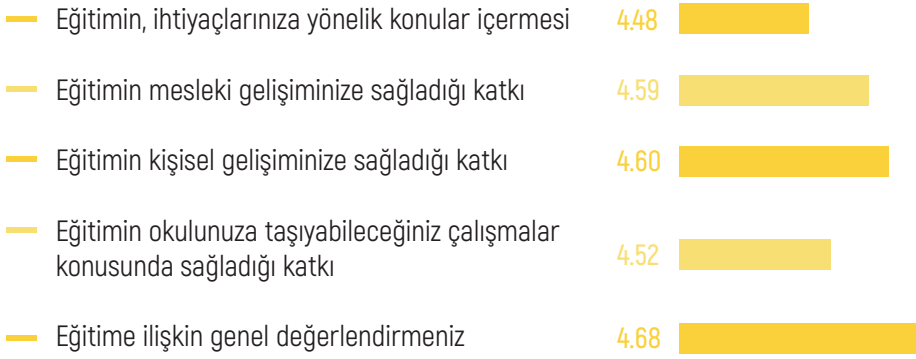 Eğitimin, ihtiyaçlarınıza yönelik konular içermesi 4.48
Eğitimin mesleki gelişiminize sağladığı katkı 4.59
Eğitimin kişisel gelişiminize sağladığı katkı 4.60
Eğitimin okulunuza taşıyabileceğiniz çalışmalar
konusunda sağladığı katkı 4.52
Eğitime ilişkin genel değerlendirmeniz 4.68